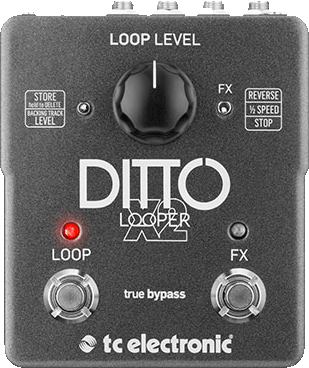 LOOP LEVEL
STORE
hold to DELETE
BACKING TRACK
LEVEL
FX
REVERSE
½ SPEED
STOP
DITTO
LOOPER
X2
LOOP
FX
true bypass
tc electronic